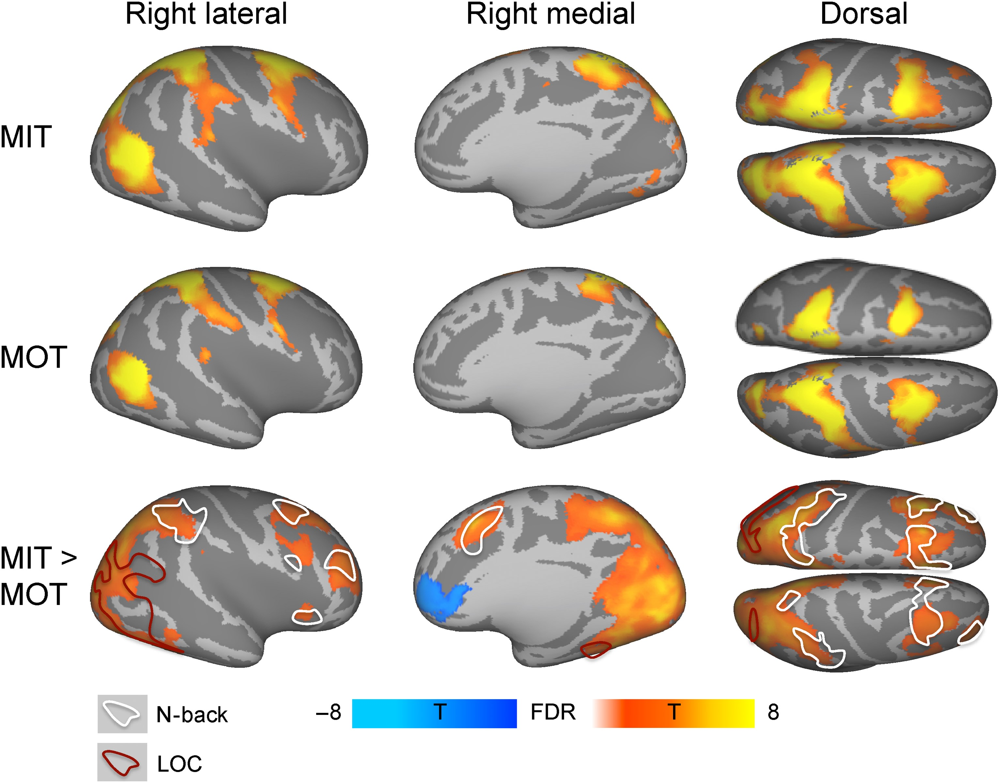 Right lateral
Right medial
Dorsal
MIT
MOT
MIT >
MOT
N-back
–8
T
FDR
T
8
LOC